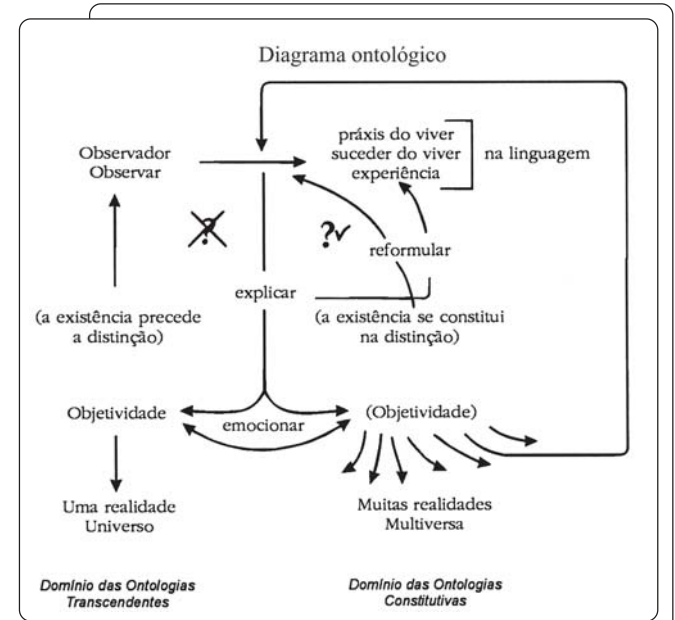 Diagrama ontológico
Observador
Observar
práxis do viver
suceder do viver
experiência
na linguagem
?
?✓
reformular
explicar
(a existência precede
a distinção)
(a existência se constitui
na distinção)
Objetividade
emocionar
(Objetividade)
Uma realidade
Universo
Muitas realidades
Multiversa
Domínio das Ontologias
Transcendentes
Domínio das Ontologias
Constitutivas